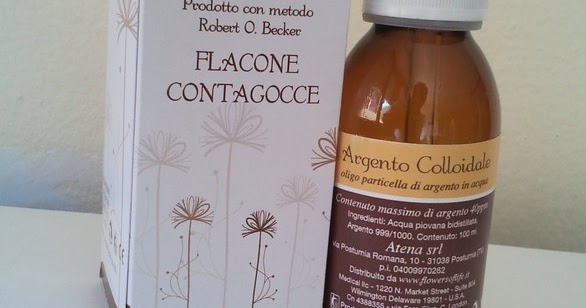 Prodotto con metodo
Robert O. Becker
FLACONE
CONTAGOCCE
Argento Colloidale
oligo particella di argento in acqua
Contenuto massimo di argento 40ppm
Ingredienti: Acqua piovana bidistillata,
Argento 999/1000. Contenuto: 100 ml
Atena srl
via Postumia Romana, 10 - 31038 Postumia (TV)
p.i. 04009970262
Distribuito da www.flowersoflife.it
Medical llc - 1220 N. Market Street - Suite 804
Wilmington Delaware 19801 - U.S.A.